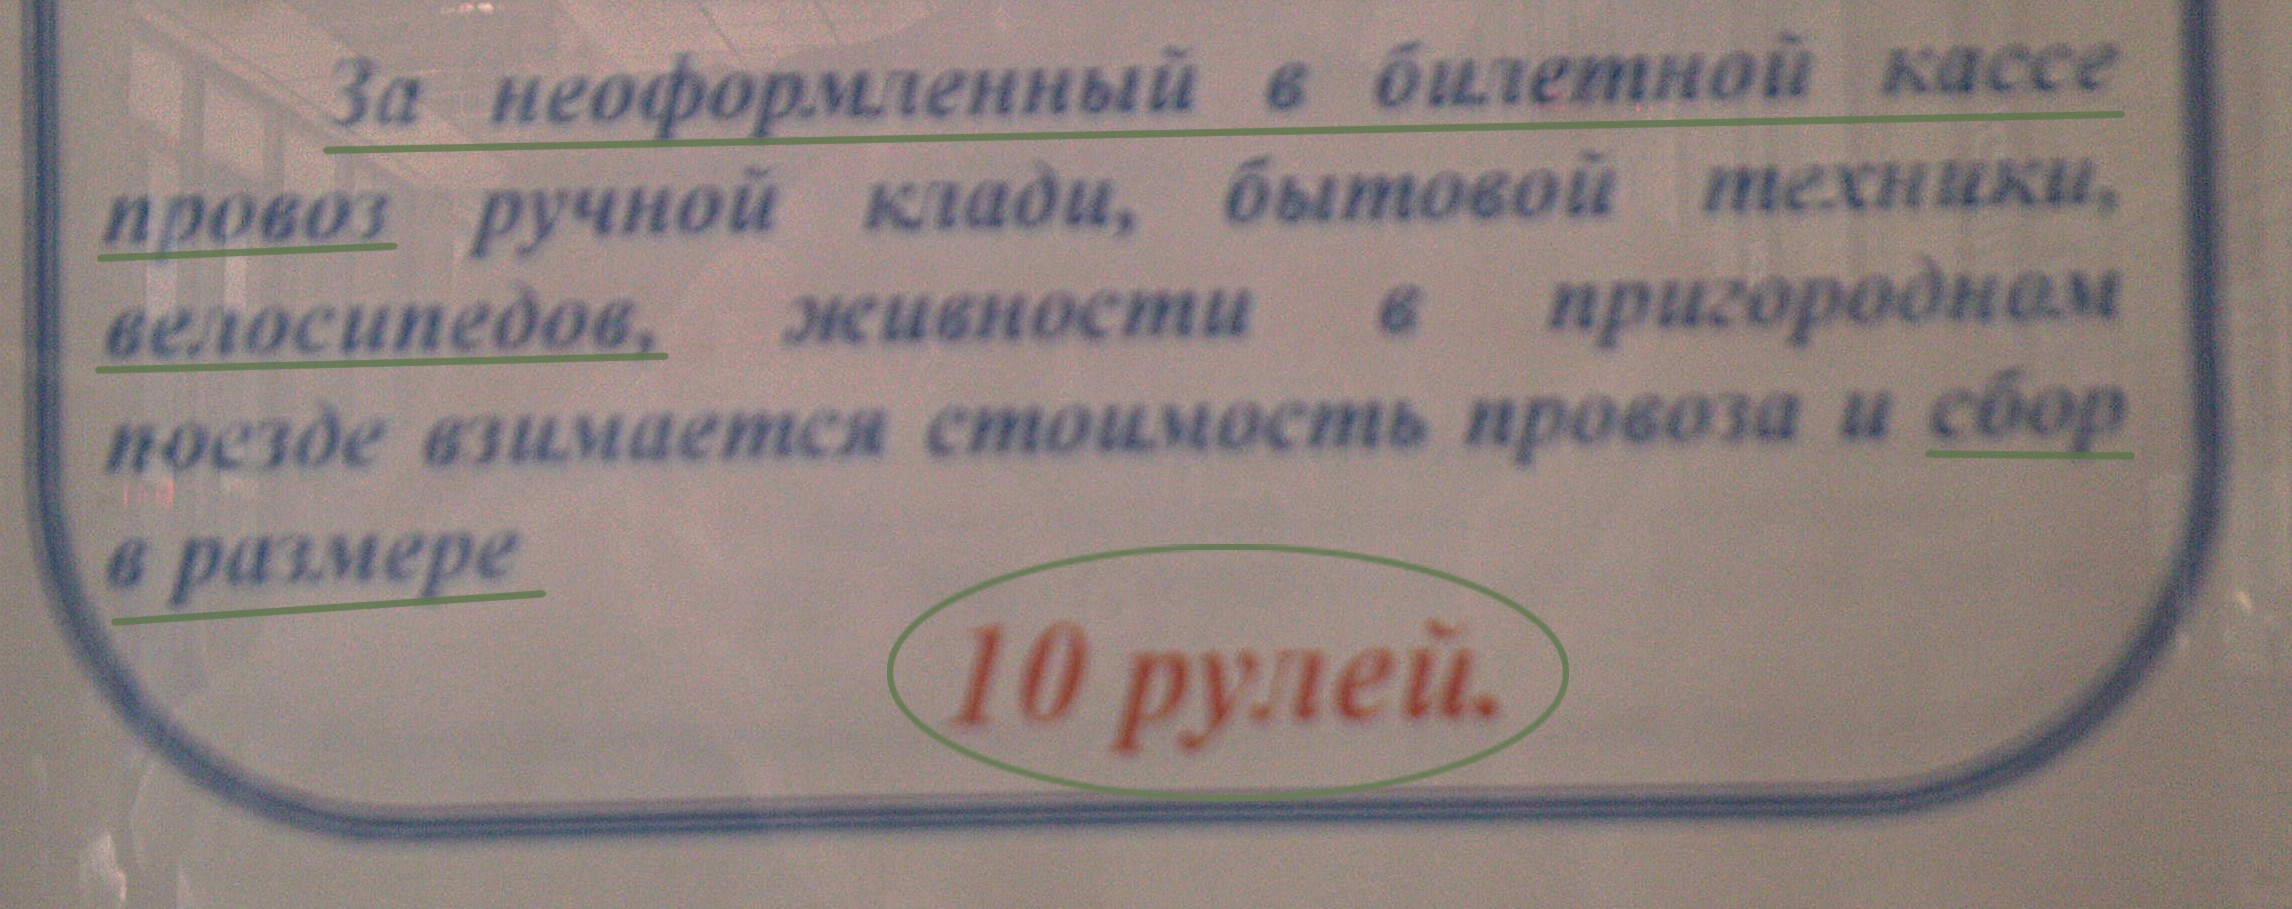 За неоформленный в билетной кассе
провоз ручной клади, бытовой техники,
велосипедов, живности в пригородном
поезде взимается стоимость провоза и сбор
в размере
10 рулей.